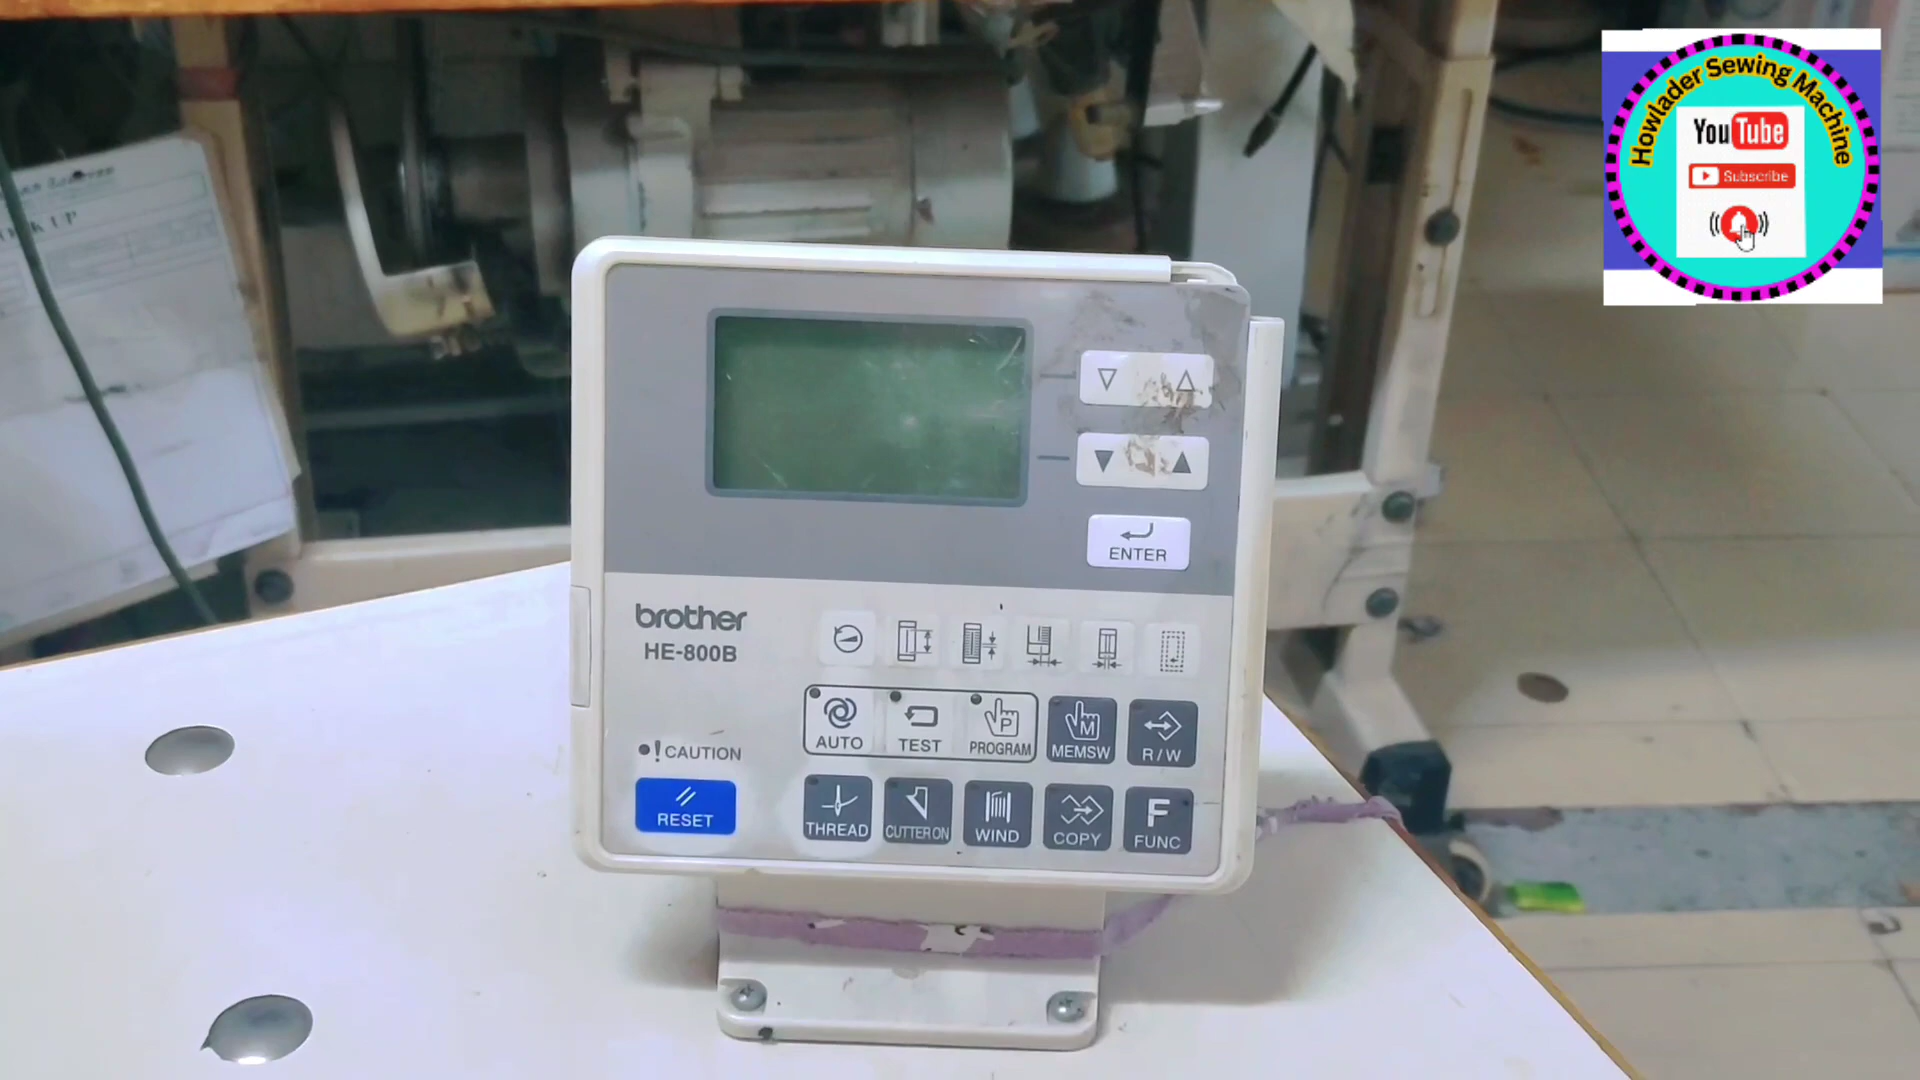 Howlader Sewing Machine
YouTube
Subscribe
K UP
ENTER
brother
HE-800B
AUTO
TEST
P
PROGRAM
M
MEMSW
R/W
!CAUTION
RESET
THREAD
CUTTER ON
WIND
COPY
F
FUNC